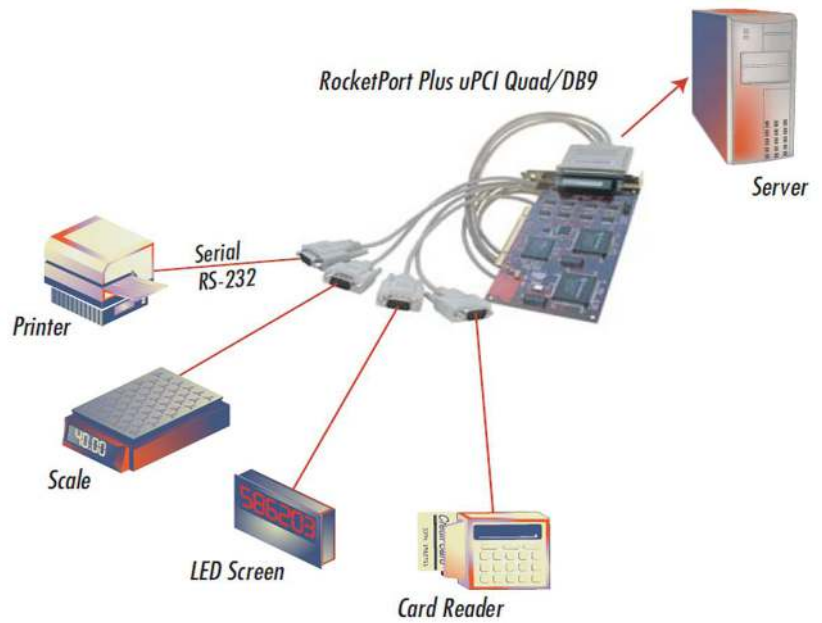 RocketPort Plus uPCI Quad/DB9
Server
Serial
RS-232
Printer
40.00
Scale
586203
LED Screen
Card Reader